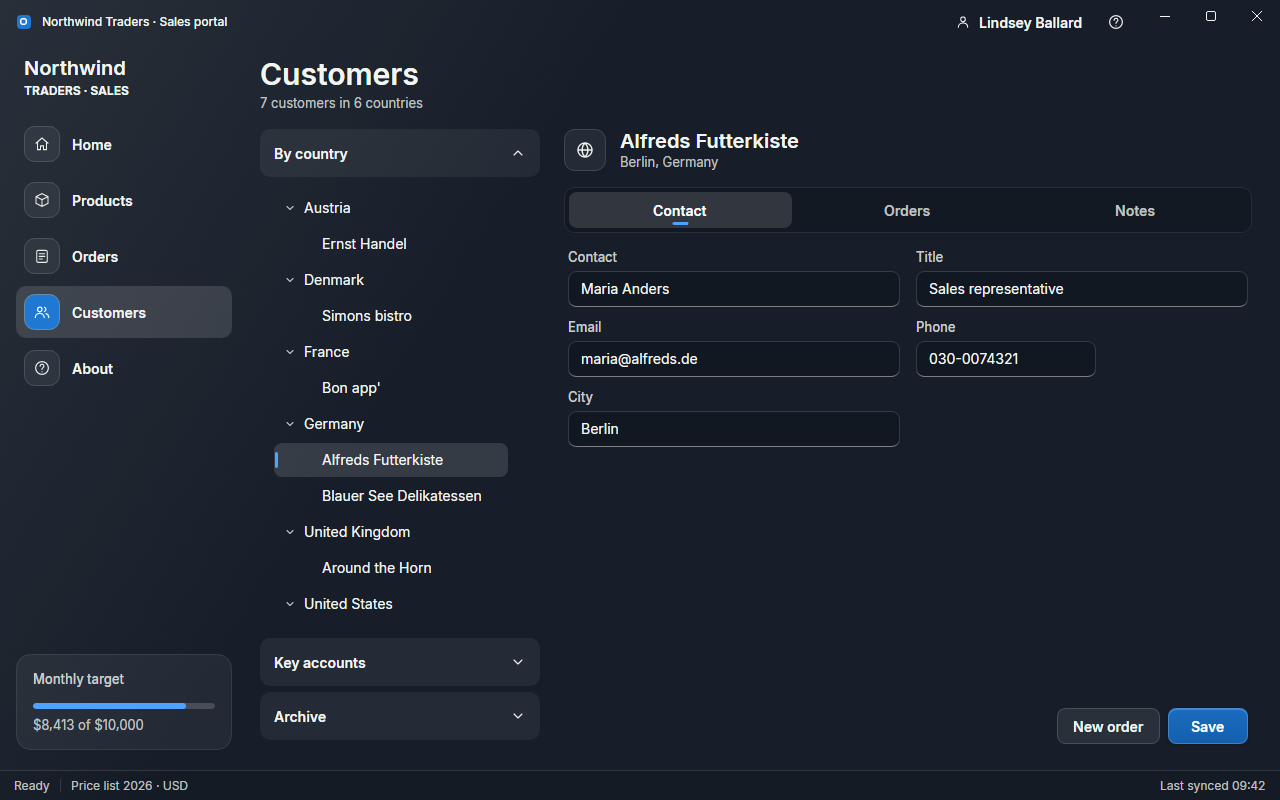 Northwind Traders · Sales portal
Lindsey Ballard
Northwind
TRADERS · SALES
Home
Products
Orders
Customers
About
Monthly target
$8,413 of $10,000
Customers
7 customers in 6 countries
By country
Austria
Ernst Handel
Denmark
Simons bistro
France
Bon app'
Germany
Alfreds Futterkiste
Blauer See Delikatessen
United Kingdom
Around the Horn
United States
Key accounts
Archive
Alfreds Futterkiste
Berlin, Germany
Contact Orders Notes
Contact Title
Maria Anders Sales representative
Email Phone
maria@alfreds.de 030-0074321
City
Berlin
New order Save
Ready Price list 2026 · USD Last synced 09:42